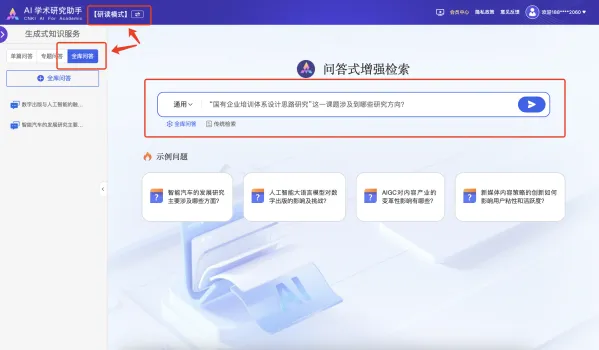 AI 学术研究助手
CNKI AI For Academic
【研读模式】
会员中心
隐私政策
意见反馈
欢迎188****2060
生成式知识服务
单篇问答
专题问答
全库问答
全库问答
数字出版与人工智能的融...
智能汽车的发展研究主要...
问答式增强检索
通用
“国有企业培训体系设计思路研究”这一课题涉及到哪些研究方向?
全库问答
传统检索
示例问题
智能汽车的发展研究
主要涉及哪些方面?
人工智能大语言模型对数
字出版的影响及挑战?
AIGC对内容产业的
变革性影响有哪些?
新媒体内容策略的创新如何
影响用户粘性和活跃度?
AI